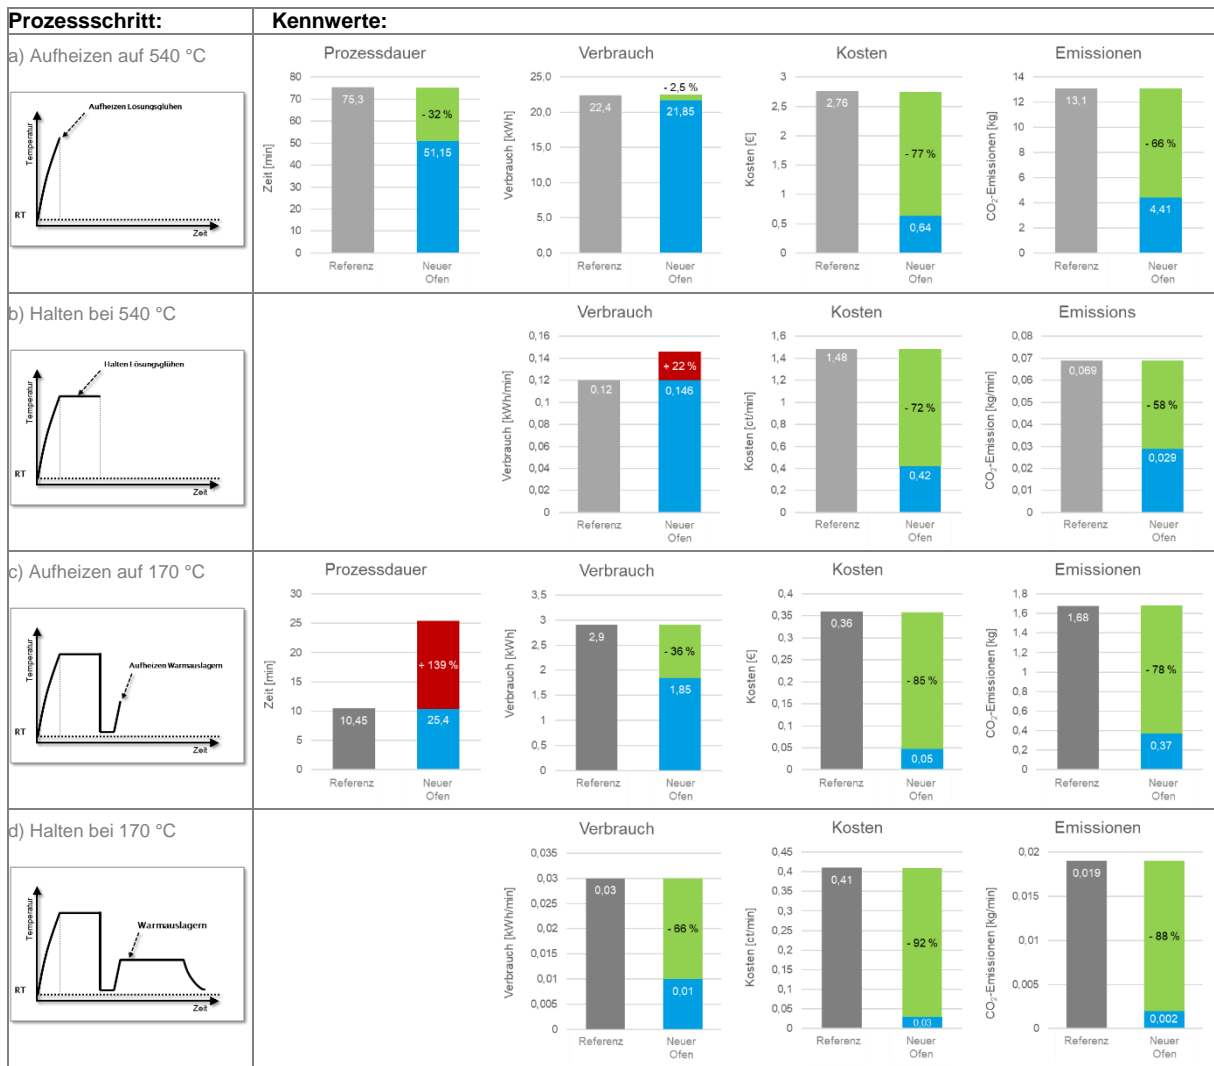 Prozessschritt:
Kennwerte:
a) Aufheizen auf 540 °C
Aufheizen Lösungsglühen
Temperatur
RT
Zeit
Prozessdauer
Zeit [min]
80
70
60
50
40
30
20
10
0
75,3
- 32 %
51,15
Referenz
Neuer
Ofen
Verbrauch
Verbrauch [kWh]
25,0
20,0
15,0
10,0
5,0
0,0
- 2,5 %
22,4
21,85
Referenz
Neuer
Ofen
Kosten
Kosten [€]
3
2,5
2
1,5
1
0,5
0
2,76
- 77 %
0,64
Referenz
Neuer
Ofen
Emissionen
CO₂-Emissionen [kg]
14
12
10
8
6
4
2
0
13,1
- 66 %
4,41
Referenz
Neuer
Ofen
b) Halten bei 540 °C
Halten Lösungsglühen
Temperatur
RT
Zeit
Verbrauch
Verbrauch [kWh/min]
0,16
0,14
0,12
0,1
0,08
0,06
0,04
0,02
0
+ 22 %
0,12
0,146
Referenz
Neuer
Ofen
Kosten
Kosten [ct/min]
1,6
1,4
1,2
1
0,8
0,6
0,4
0,2
0
1,48
- 72 %
0,42
Referenz
Neuer
Ofen
Emissions
CO₂-Emission [kg/min]
0,08
0,07
0,06
0,05
0,04
0,03
0,02
0,01
0
0,069
- 58 %
0,029
Referenz
Neuer
Ofen
c) Aufheizen auf 170 °C
Aufheizen Warmauslagern
Temperatur
RT
Zeit
Prozessdauer
Zeit [min]
30
25
20
15
10
5
0
+ 139 %
10,45
25,4
Referenz
Neuer
Ofen
Verbrauch
Verbrauch [kWh]
3,5
3
2,5
2
1,5
1
0,5
0
2,9
- 36 %
1,85
Referenz
Neuer
Ofen
Kosten
Kosten [€]
0,4
0,35
0,3
0,25
0,2
0,15
0,1
0,05
0
0,36
- 85 %
0,05
Referenz
Neuer
Ofen
Emissionen
CO₂-Emissionen [kg]
1,8
1,6
1,4
1,2
1
0,8
0,6
0,4
0,2
0
1,68
- 78 %
0,37
Referenz
Neuer
Ofen
d) Halten bei 170 °C
Warmauslagern
Temperatur
RT
Zeit
Verbrauch
Verbrauch [kWh/min]
0,035
0,03
0,025
0,02
0,015
0,01
0,005
0
0,03
- 66 %
0,01
Referenz
Neuer
Ofen
Kosten
Kosten [ct/min]
0,45
0,4
0,35
0,3
0,25
0,2
0,15
0,1
0,05
0
0,41
- 92 %
0,03
Referenz
Neuer
Ofen
Emissionen
CO₂-Emissionen [kg/min]
0,02
0,015
0,01
0,005
0
0,019
- 88 %
0,002
Referenz
Neuer
Ofen